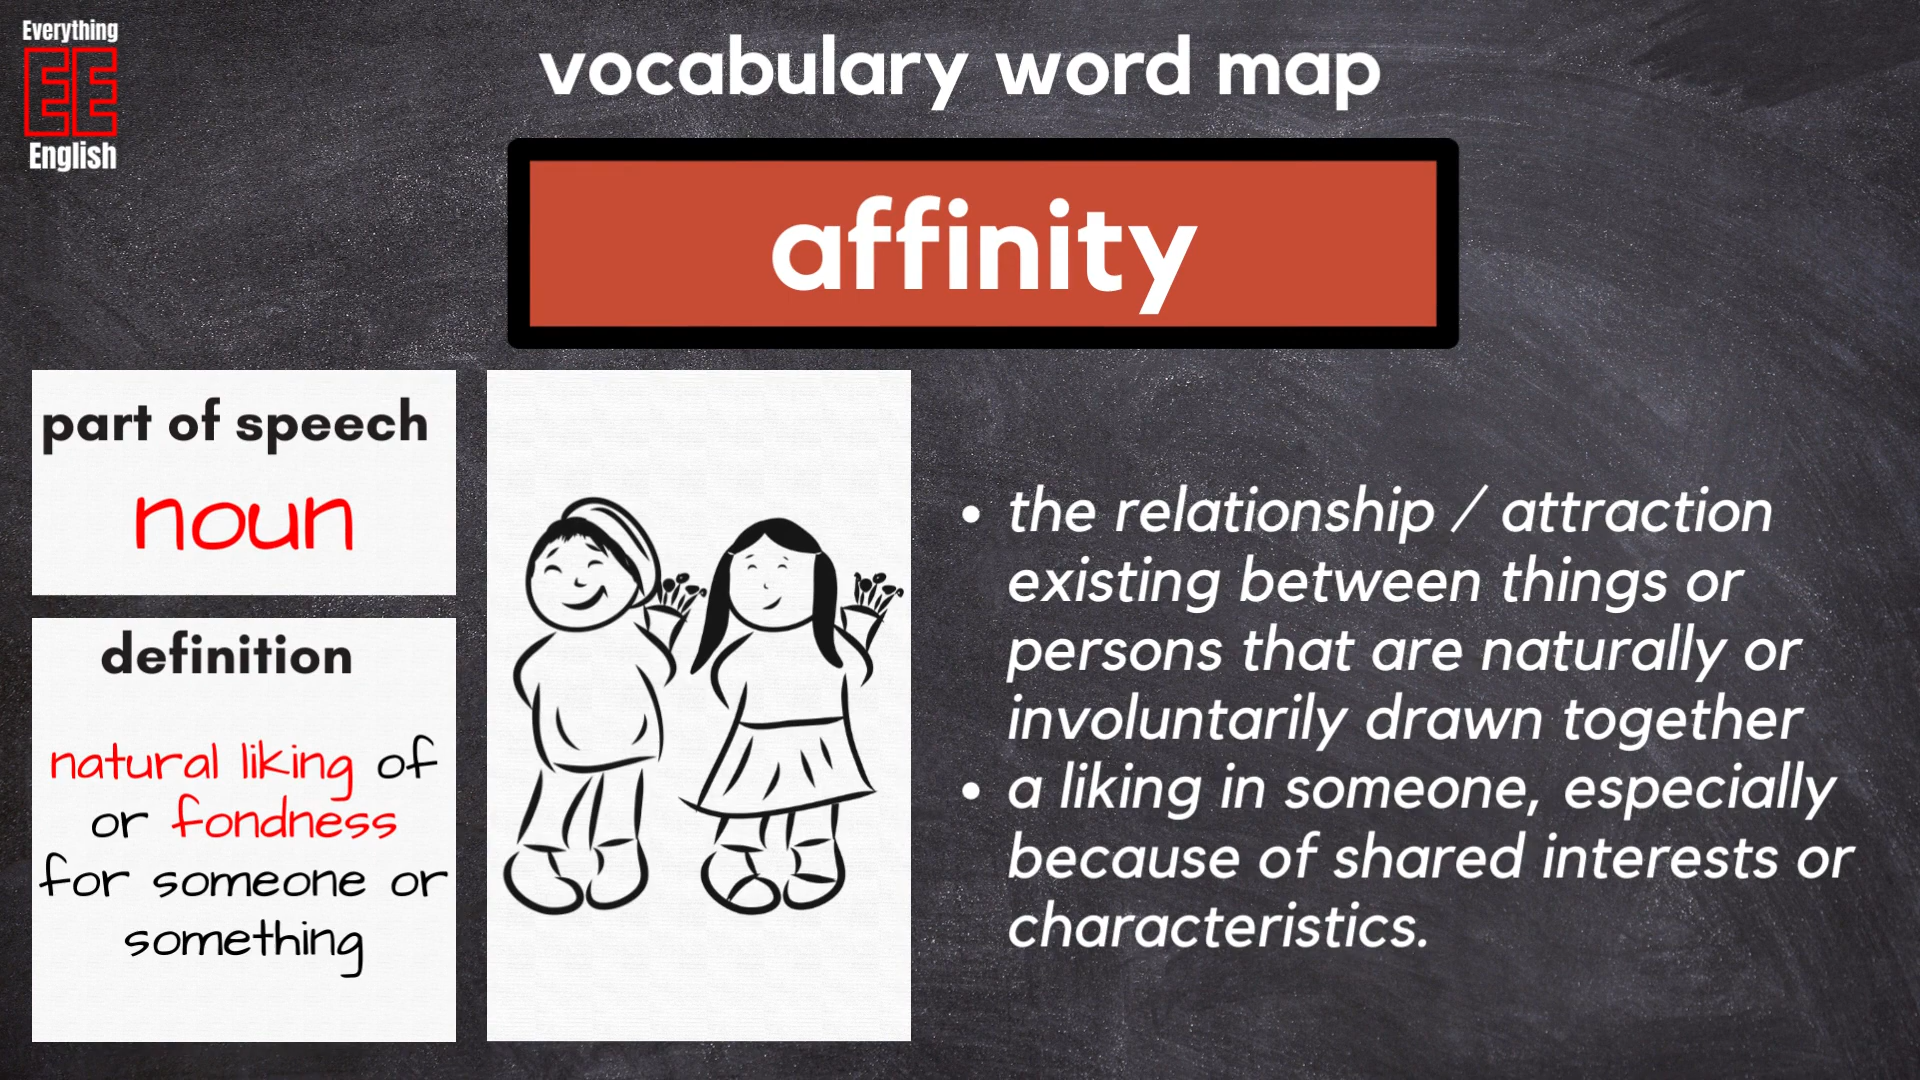 Everything
EE
English
vocabulary word map
affinity
part of speech
noun
definition
natural liking of
or fondness
for someone or
something
• the relationship / attraction
existing between things or
persons that are naturally or
involuntarily drawn together
• a liking in someone, especially
because of shared interests or
characteristics.